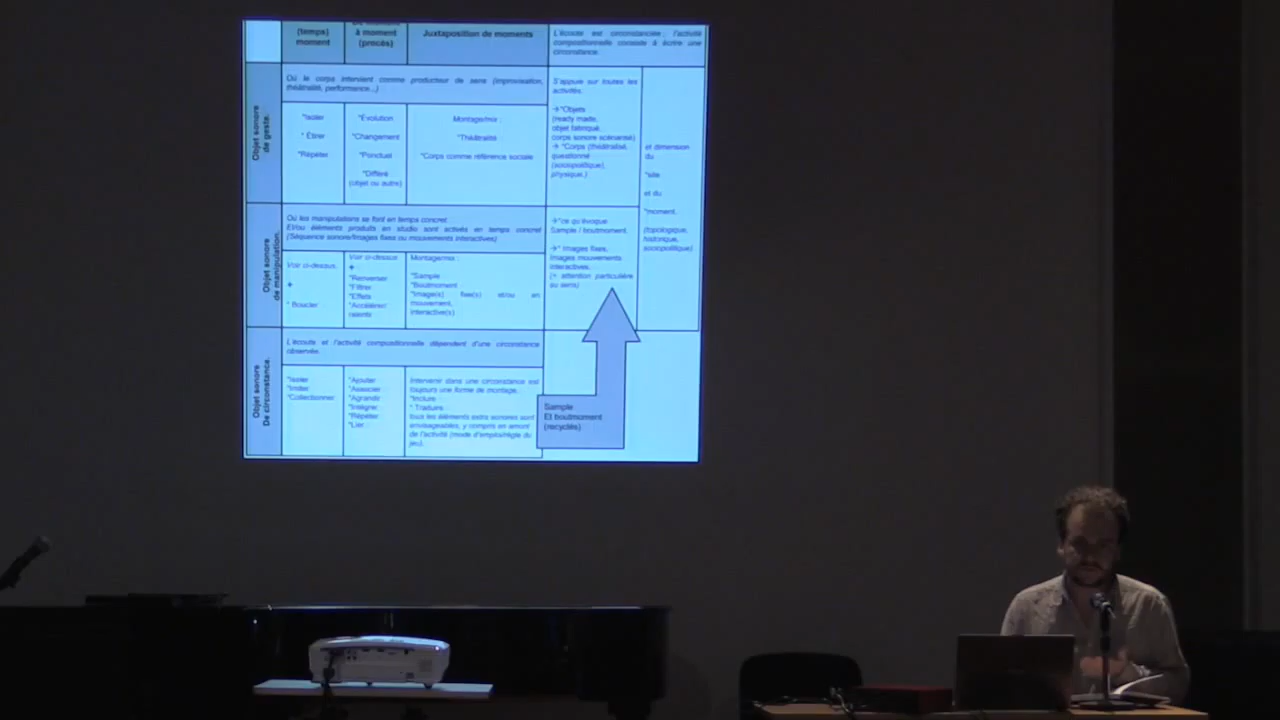 (temps)
moment
à moment
(procès)
Juxtaposition de moments
L'écoute est circonstanciée : l'activité
compositionnelle consiste à écrire une
circonstance.
Objet sonore
de geste.
Où le corps intervient comme producteur de sens (improvisation,
théâtralité, performance...)
*Isoler
* Étirer
*Répéter
*Évolution
*Changement
*Ponctuel
*Différé
(objet ou autre)
Montage/mix :
*Théâtralité
*Corps comme référence sociale
S'appuie sur toutes les
activités.
→*Objets
(ready made,
objet fabriqué,
corps sonore scénarisé)
→ *Corps (théâtralisé,
questionné
(sociopolitique),
physique.)
et dimension
du
*site
et du
*moment.
(topologique,
historique,
sociopolitique)
Objet sonore
de manipulation.
Où les manipulations se font en temps concret
Et/ou éléments produits en studio sont activés en temps concret
(Séquence sonore/Images fixes ou mouvements interactives)
Voir ci-dessus.
+
* Boucler
Voir ci-dessus
+
*Renverser
*Filtrer
*Effets
*Accélérer/
ralentir
Montage/mix :
*Sample
*Boutmoment
*Image(s) fixe(s) et/ou en
mouvement,
interactive(s)
→*ce qu'évoque
Sample / boutmoment.
→* Images fixes,
Images mouvements
interactives.
(+ attention particulière
au sens)
Objet sonore
De circonstance.
L'écoute et l'activité compositionnelle dépendent d'une circonstance
observée.
*Isoler
*Imiter
*Collectionner
*Ajouter
*Associer
*Agrandir
*Intégrer
*Répéter
*Lier
Intervenir dans une circonstance est
toujours une forme de montage.
*Inclure
* Traduire
tous les éléments extra sonores sont
envisageables, y compris en amont
de l'activité (mode d'emploi/règle du
jeu).
Sample
Et boutmoment
(recyclés)